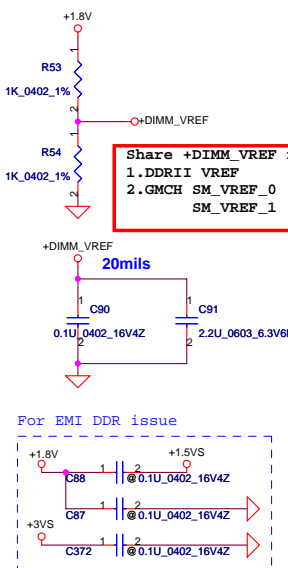 +1.8V
1
R53
1K_0402_1%
2
+DIMM_VREF
1
R54
1K_0402_1%
2
Share +DIMM_VREF
1.DDRII VREF
2.GMCH SM_VREF_0
SM_VREF_1
+DIMM_VREF
20mils
1
C90
0.1U_0402_16V4Z
2
1
C91
2.2U_0603_6.3V6
2
For EMI DDR issue
+1.8V
+1.5VS
C88
1
2
@0.1U_0402_16V4Z
C87
1
2
@0.1U_0402_16V4Z
+3VS
C372
1
2
@0.1U_0402_16V4Z